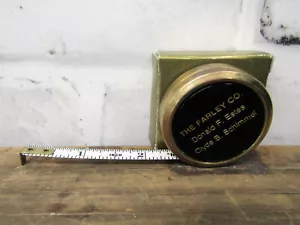 THE FARLEY CO.
Donald F. Estes
Clyde B. Schimmel